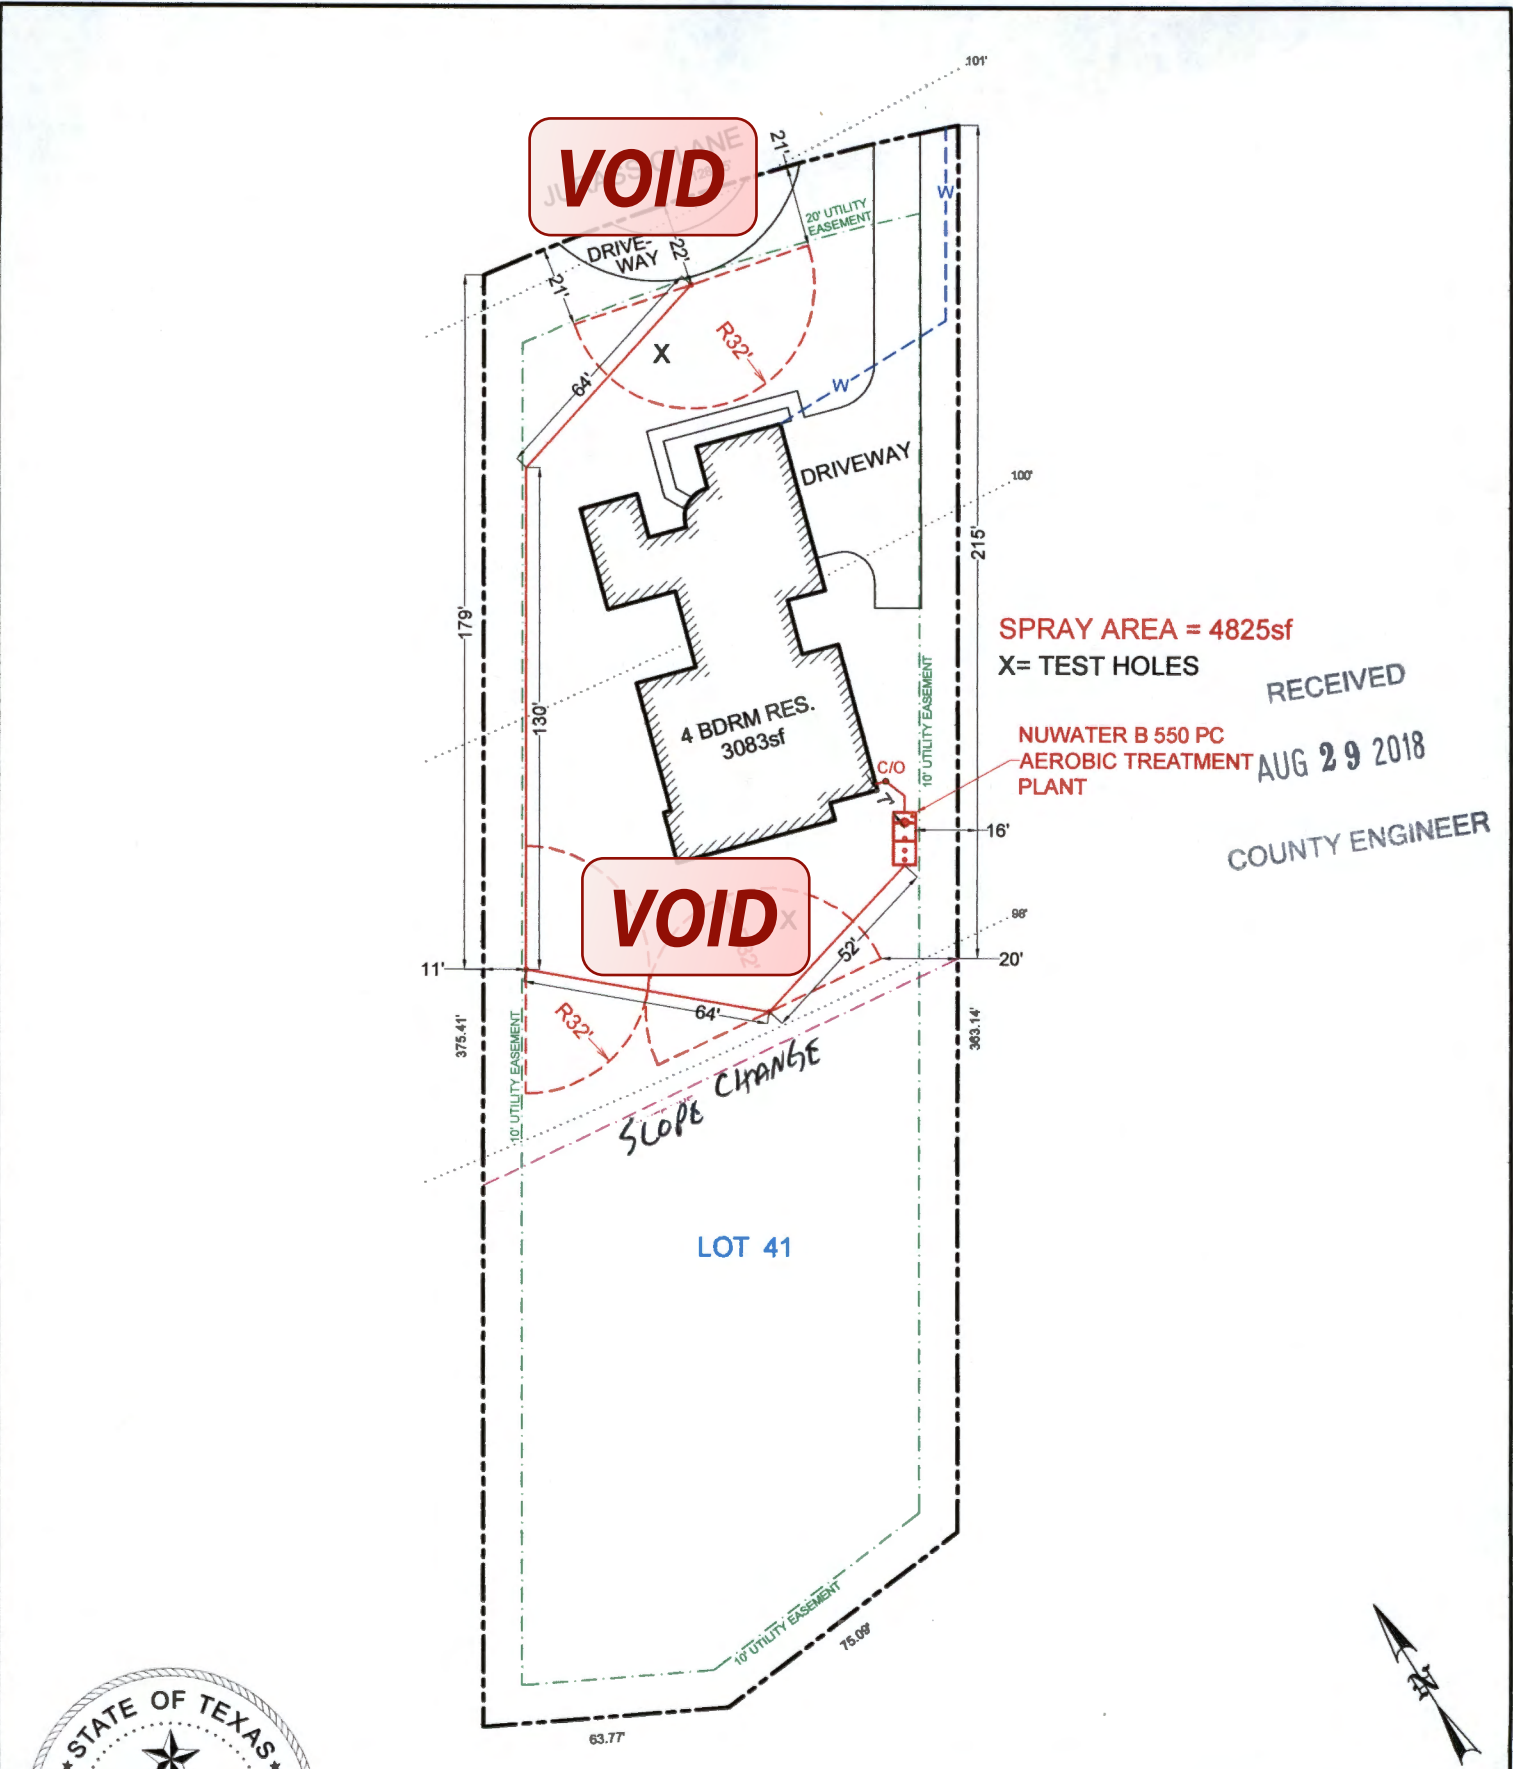 101'
VOID
JURASSIC LANE
21'
W
20' UTILITY
EASEMENT
DRIVE-
WAY
22'
21'
R32'
X
64'
W
DRIVEWAY
100'
215'
179'
SPRAY AREA = 4825sf
X= TEST HOLES
RECEIVED
10' UTILITY EASEMENT
130'
4 BDRM RES.
3083sf
NUWATER B 550 PC
AEROBIC TREATMENT
PLANT
AUG 29 2018
C/O
7'
16'
COUNTY ENGINEER
VOID
X
98'
52'
11'
20'
64'
R32'
375.41'
363.14'
10' UTILITY EASEMENT
SLOPE CHANGE
LOT 41
10' UTILITY EASEMENT
75.09'
63.77'
N
STATE OF TEXAS